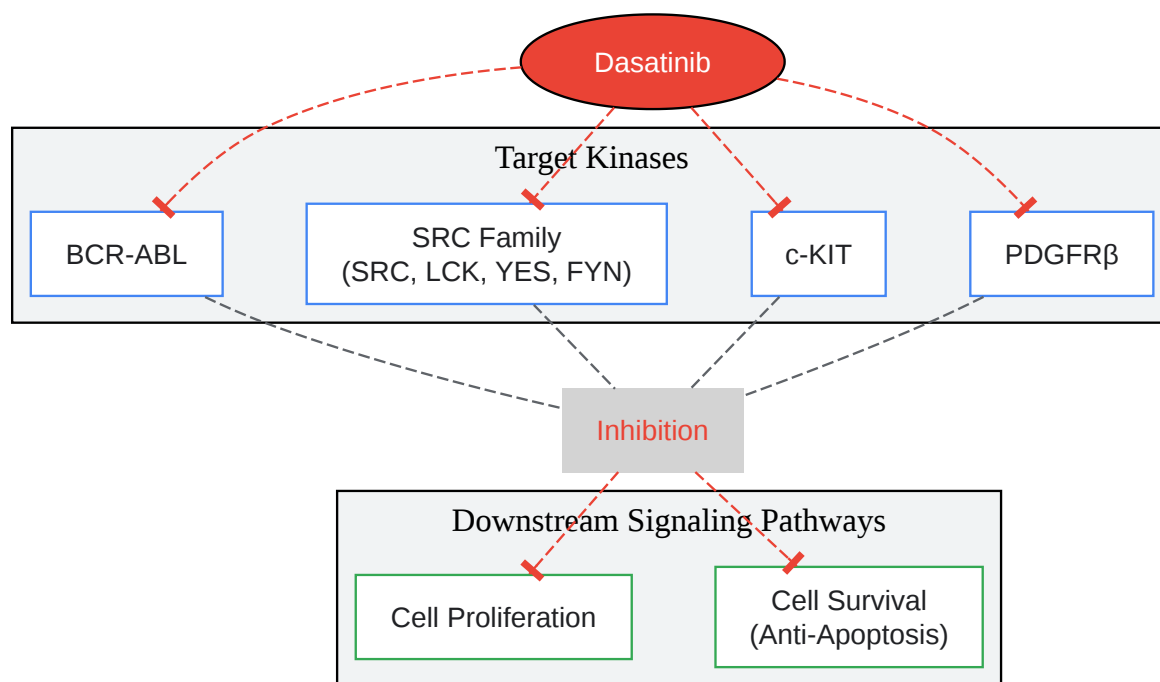 Dasatinib
Target Kinases
BCR-ABL
SRC Family
(SRC, LCK, YES, FYN)
c-KIT
PDGFRβ
Inhibition
Downstream Signaling Pathways
Cell Proliferation
Cell Survival
(Anti-Apoptosis)